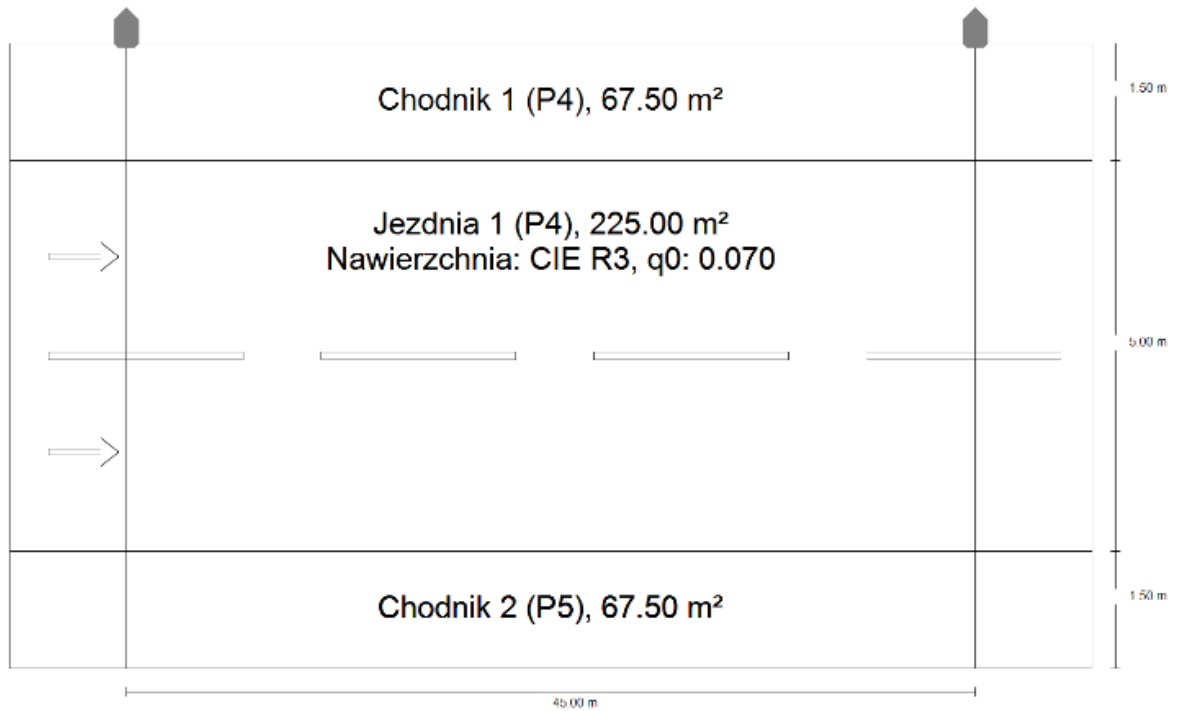 Chodnik 1 (P4), 67.50 m²
1.50 m
Jezdnia 1 (P4), 225.00 m²
Nawierzchnia: CIE R3, q0: 0.070
5.00 m
Chodnik 2 (P5), 67.50 m²
1.50 m
45.00 m